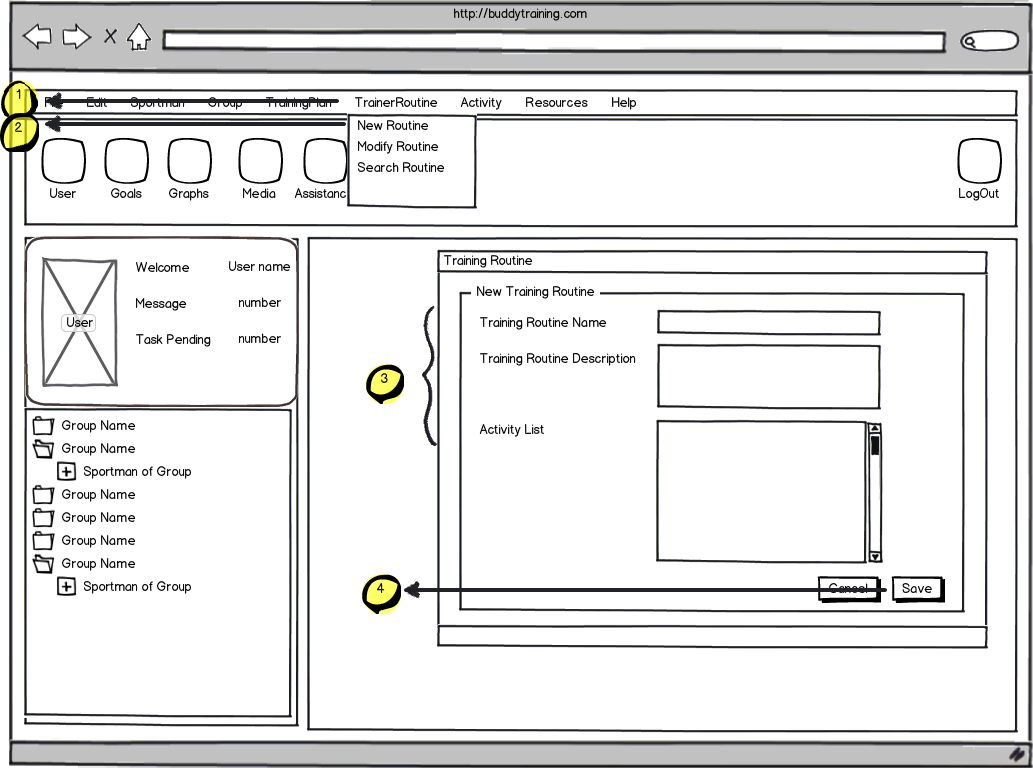 http://buddytraining.com
1 Edit Sportman Group TrainingPlan TrainerRoutine Activity Resources Help
2 New Routine
Modify Routine
Search Routine
User Goals Graphs Media Assistanc LogOut
Welcome User name
Message number
User
Task Pending number
Training Routine
New Training Routine
Training Routine Name
Training Routine Description
3
Activity List
Group Name
Group Name
Sportman of Group
Group Name
Group Name
Group Name
Group Name
Sportman of Group
4 Cancel Save